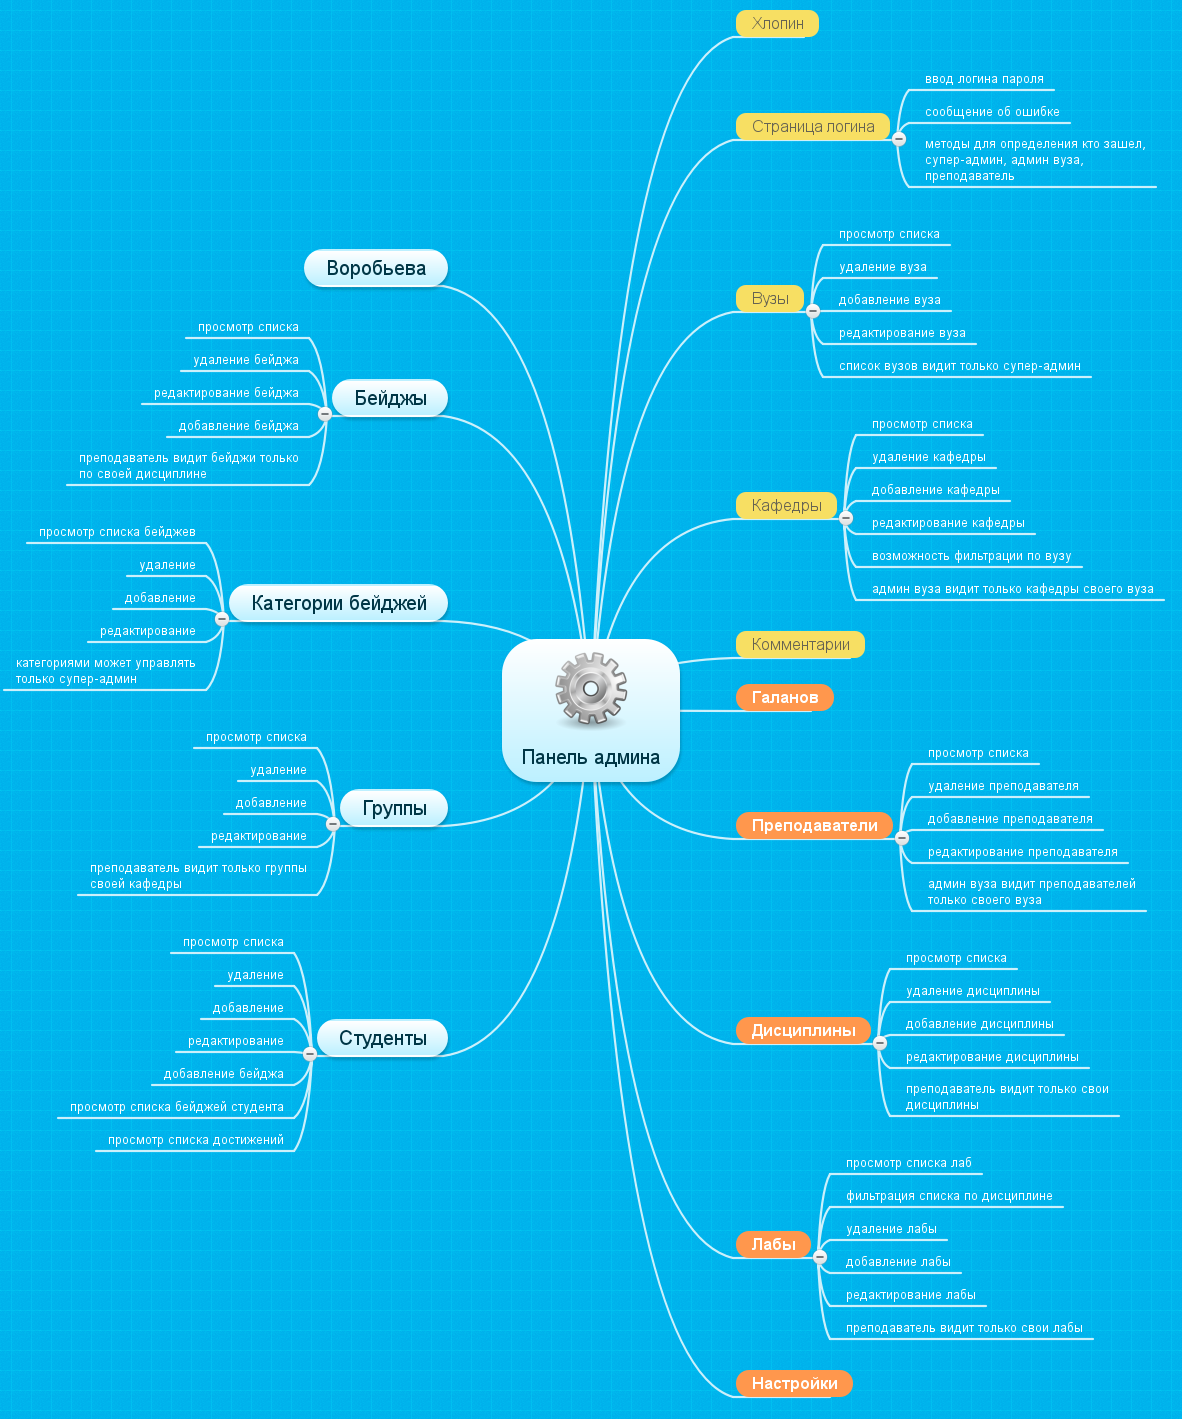 Панель админа
Хлопин
Страница логина
ввод логина пароля
сообщение об ошибке
методы для определения кто зашел,
супер-админ, админ вуза,
преподаватель
Вузы
просмотр списка
удаление вуза
добавление вуза
редактирование вуза
список вузов видит только супер-админ
Кафедры
просмотр списка
удаление кафедры
добавление кафедры
редактирование кафедры
возможность фильтрации по вузу
админ вуза видит только кафедры своего вуза
Комментарии
Галанов
Преподаватели
просмотр списка
удаление преподавателя
добавление преподавателя
редактирование преподавателя
админ вуза видит преподавателей
только своего вуза
Дисциплины
просмотр списка
удаление дисциплины
добавление дисциплины
редактирование дисциплины
преподаватель видит только свои
дисциплины
Лабы
просмотр списка лаб
фильтрация списка по дисциплине
удаление лабы
добавление лабы
редактирование лабы
преподаватель видит только свои лабы
Настройки
Воробьева
Бейджы
просмотр списка
удаление бейджа
редактирование бейджа
добавление бейджа
преподаватель видит бейджи только
по своей дисциплине
Категории бейджей
просмотр списка бейджев
удаление
добавление
редактирование
категориями может управлять
только супер-админ
Группы
просмотр списка
удаление
добавление
редактирование
преподаватель видит только группы
своей кафедры
Студенты
просмотр списка
удаление
добавление
редактирование
добавление бейджа
просмотр списка бейджей студента
просмотр списка достижений